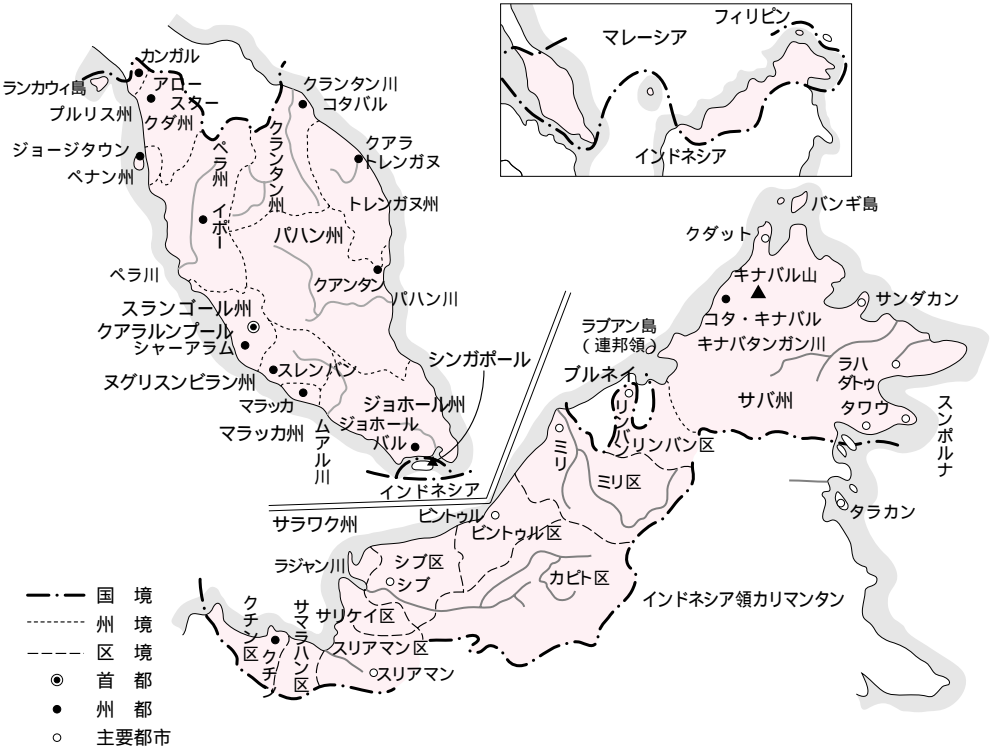 フィリピン
マレーシア
インドネシア
カンガル
ランカウィ島
アロー
スター
プルリス州
クダ州
クランタン川
コタバル
ジョージタウン
ペナン州
ペラ州
クランタン州
クアラ
トレンガヌ
トレンガヌ州
イポー
パハン州
ペラ川
クアンタン
パハン川
スランゴール州
クアラルンプール
シャーアラム
スレンバン
ヌグリスンビラン州
マラッカ
マラッカ州
ムアル川
ジョホール州
ジョホール
バル
シンガポール
インドネシア
バンギ島
クダット
キナバル山
コタ・キナバル
サンダカン
キナバタンガン川
ラブアン島
(連邦領)
ブルネイ
ラハ
ダトゥ
サバ州
タワウ
スンポルナ
リンバン
リンバン区
ミリ
ミリ区
タラカン
サラワク州
ビントゥル
ビントゥル区
ラジャン川
シブ区
シブ
カピト区
サリケイ区
インドネシア領カリマンタン
クチン区
クチン
サマラハン区
スリアマン区
スリアマン
国 境
州 境
区 境
首 都
州 都
主要都市